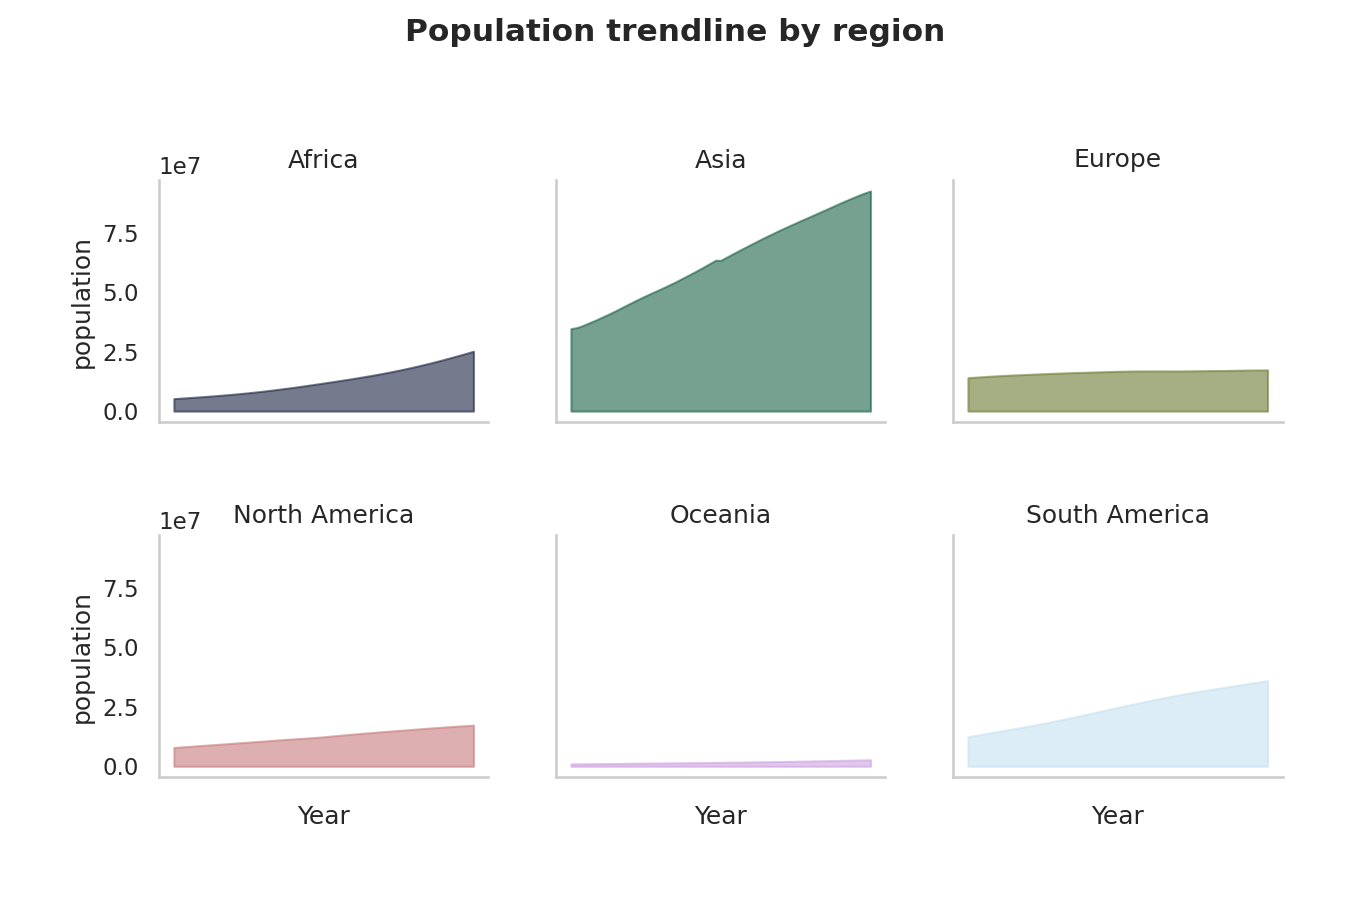 Population trendline by region
Africa
Asia
Europe
1e7
population
7.5
5.0
2.5
0.0
North America
Oceania
South America
1e7
population
7.5
5.0
2.5
0.0
Year
Year
Year